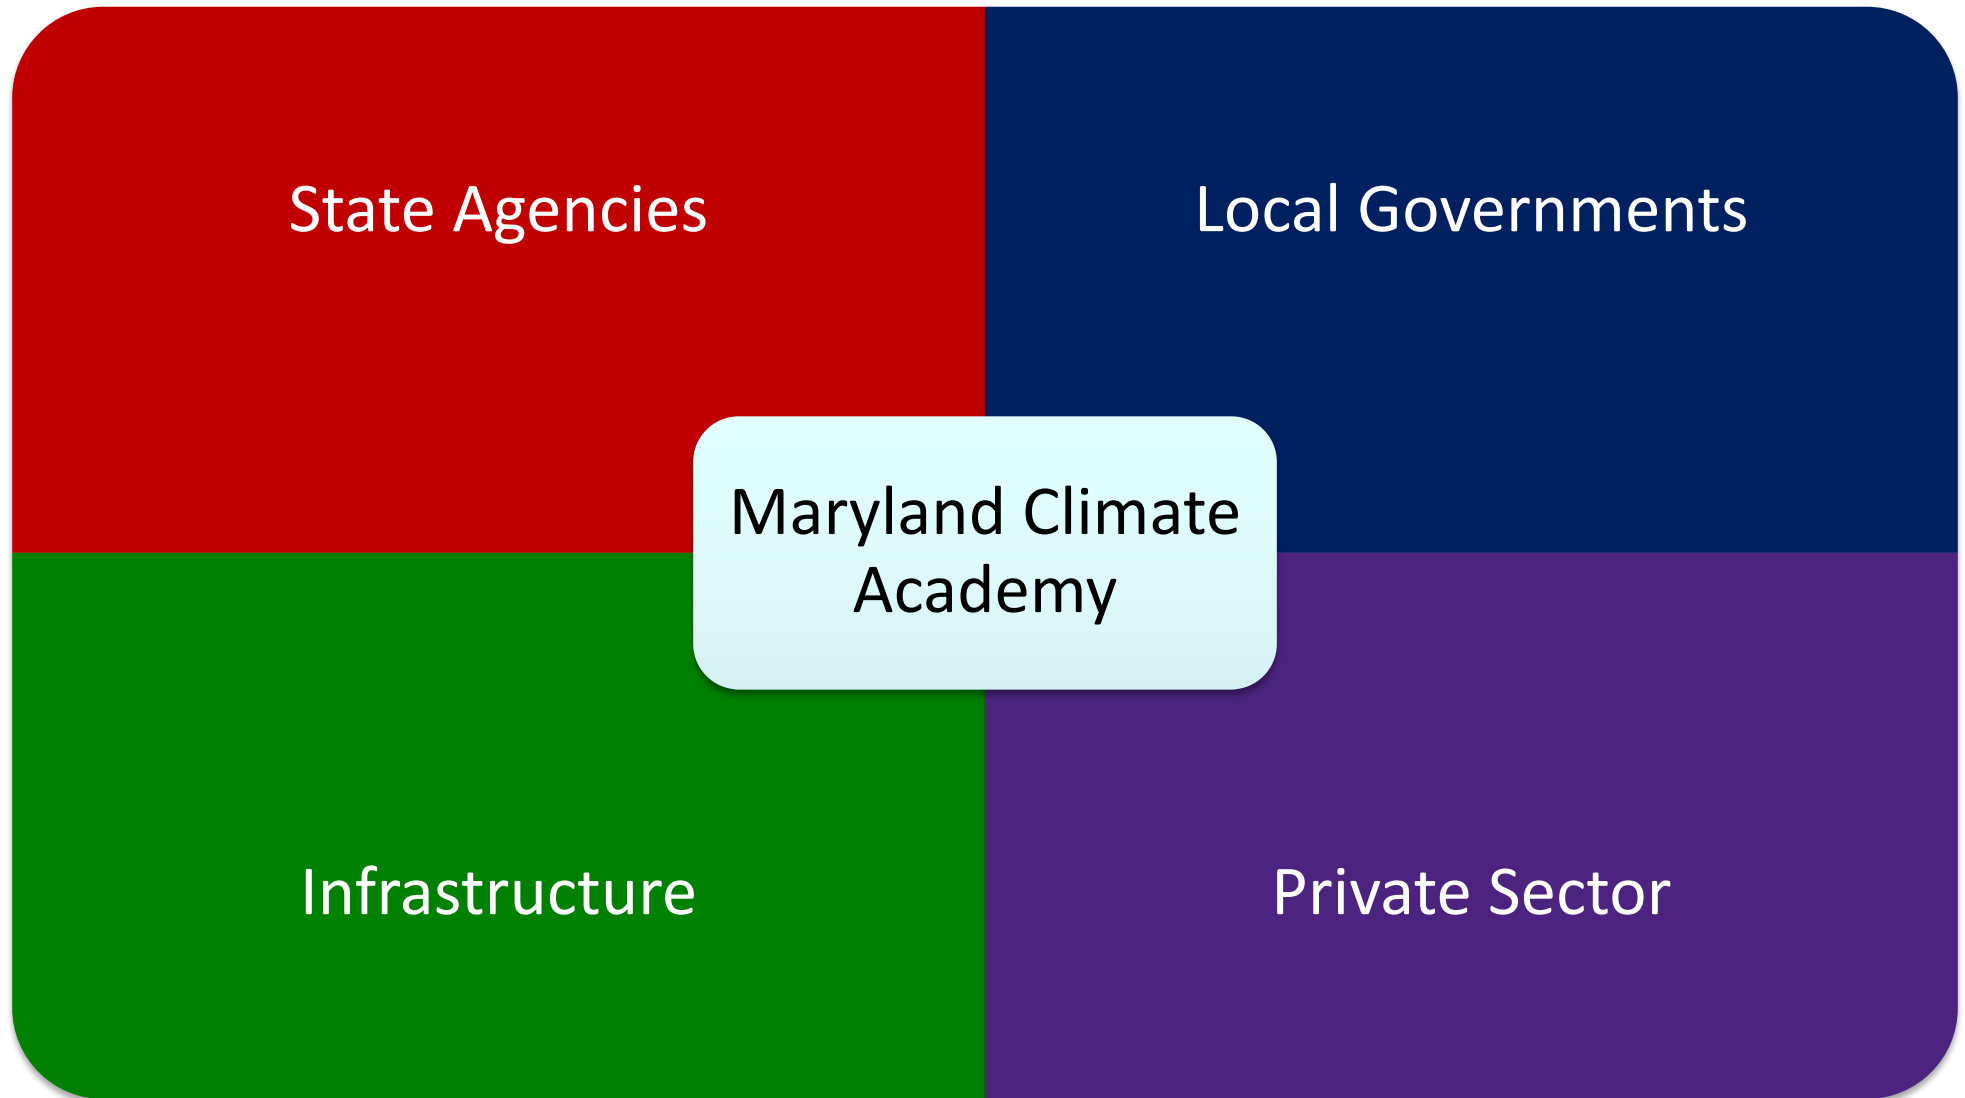 State Agencies
Local Governments
Maryland Climate
Academy
Infrastructure
Private Sector